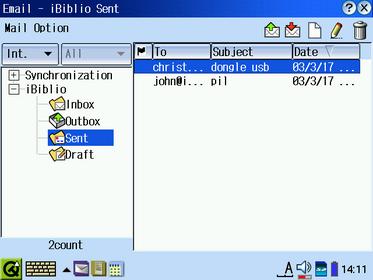 Email - iBiblio Sent
Mail Option
Int.
All
To Subject Date
christ... dongle usb 03/3/17 ...
john@i... pil 03/3/17 ...
Synchronization
iBiblio
Inbox
Outbox
Sent
Draft
2count
A
14:11